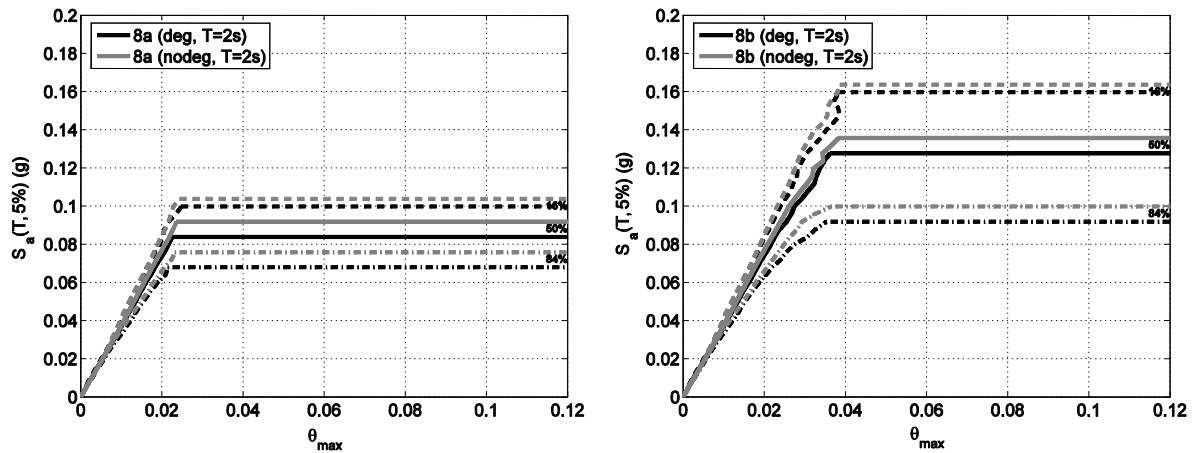 8a (deg, T=2s)
8a (nodeg, T=2s)
0.2
0.18
0.16
0.14
0.12
0.1
0.08
0.06
0.04
0.02
0
Sa(T, 5%) (g)
16%
50%
84%
0 0.02 0.04 0.06 0.08 0.1 0.12
θmax
8b (deg, T=2s)
8b (nodeg, T=2s)
0.2
0.18
0.16
0.14
0.12
0.1
0.08
0.06
0.04
0.02
0
Sa(T, 5%) (g)
16%
50%
84%
0 0.02 0.04 0.06 0.08 0.1 0.12
θmax